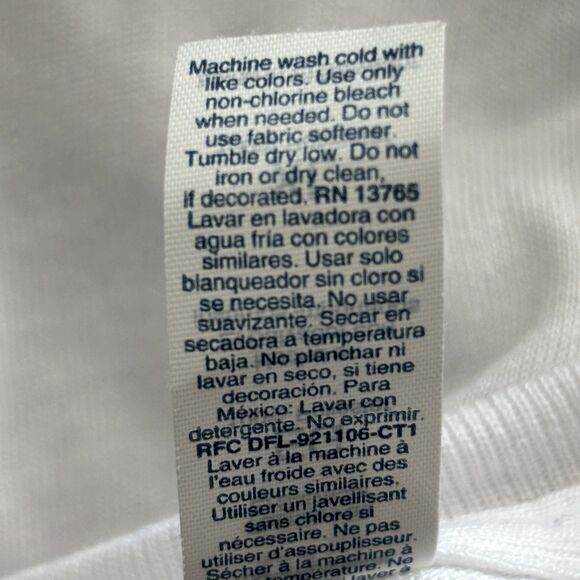 Machine wash cold with
like colors. Use only
non-chlorine bleach
when needed. Do not
use fabric softener.
Tumble dry low. Do not
iron or dry clean,
if decorated. RN 13765
Lavar en lavadora con
agua fría con colores
similares. Usar solo
blanqueador sin cloro si
se necesita. No usar
suavizante. Secar en
secadora a temperatura
baja. No planchar ni
lavar en seco, si tiene
decoración. Para
México: Lavar con
detergente. No exprimir.
RFC DFL-921106-CT1
Laver à la machine à
l'eau froide avec des
couleurs similaires.
Utiliser un javellisant
sans chlore si
nécessaire. Ne pas
utiliser d'assouplisseur.
Sécher à la machine à
température. Ne
laver à